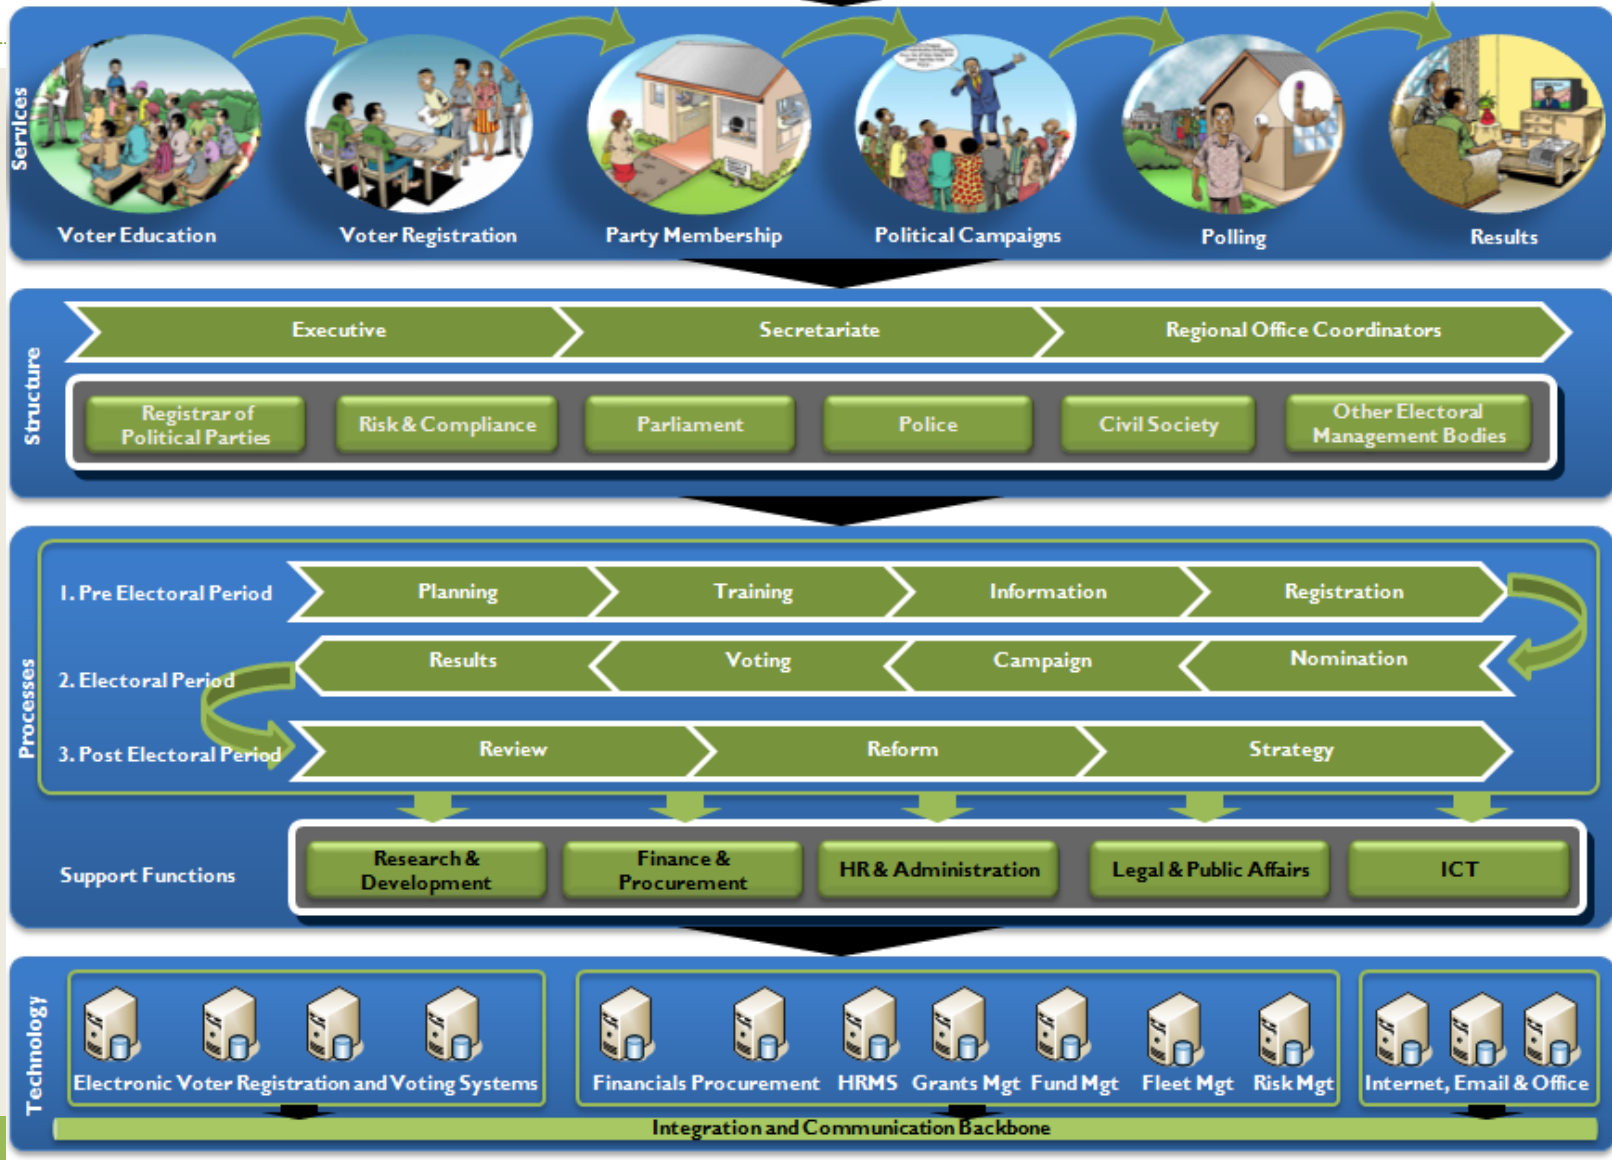 Services
Voter Education
Voter Registration
Party Membership
Political Campaigns
Polling
Results
Structure
Executive
Secretariate
Regional Office Coordinators
Registrar of
Political Parties
Risk & Compliance
Parliament
Police
Civil Society
Other Electoral
Management Bodies
Processes
1. Pre Electoral Period
Planning
Training
Information
Registration
2. Electoral Period
Results
Voting
Campaign
Nomination
3. Post Electoral Period
Review
Reform
Strategy
Support Functions
Research &
Development
Finance &
Procurement
HR & Administration
Legal & Public Affairs
ICT
Technology
Electronic Voter Registration and Voting Systems
Financials
Procurement
HRMS
Grants Mgt
Fund Mgt
Fleet Mgt
Risk Mgt
Internet, Email & Office
Integration and Communication Backbone